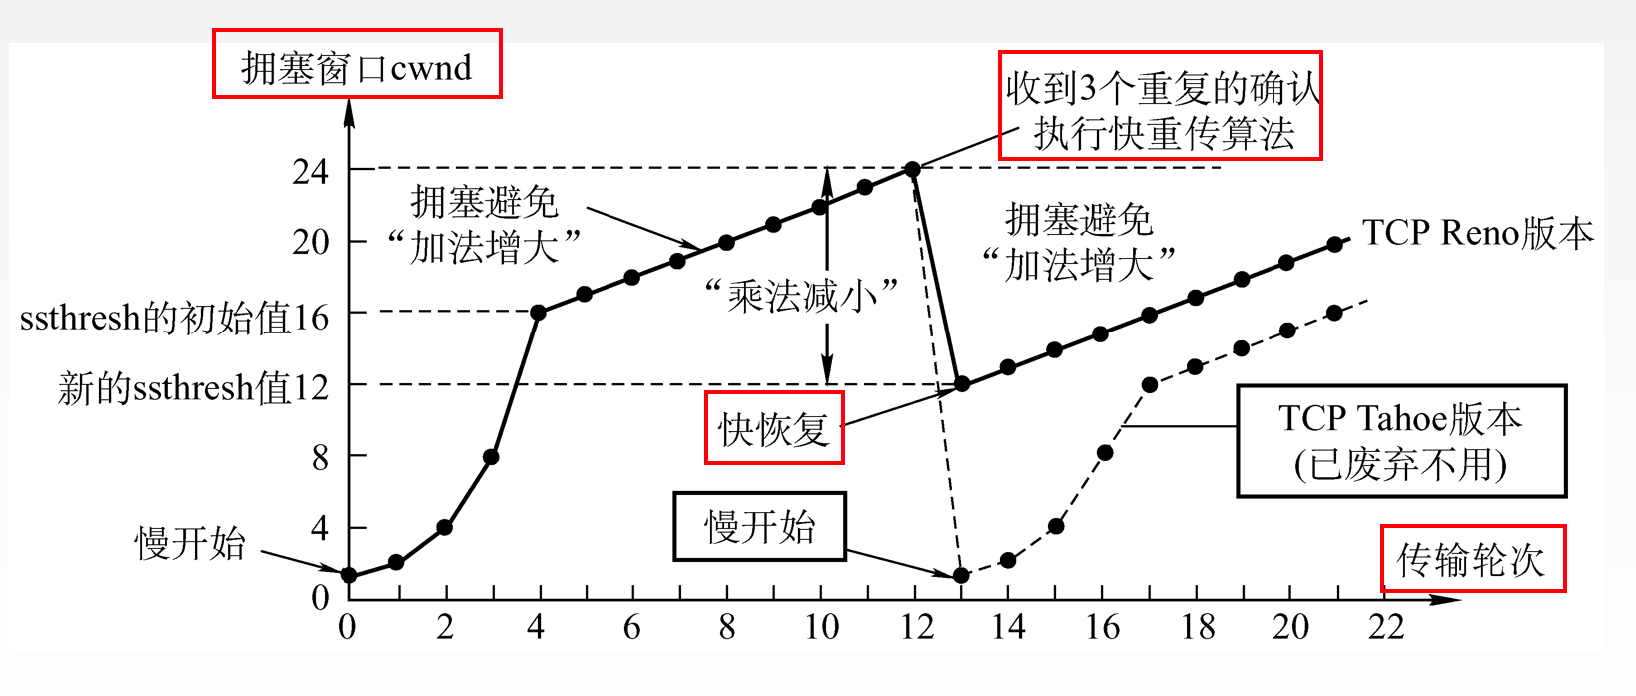 拥塞窗口cwnd
收到3个重复的确认
执行快重传算法
24
拥塞避免
“加法增大”
拥塞避免
“加法增大”
TCP Reno版本
20
“乘法减小”
ssthresh的初始值16
新的ssthresh值12
快恢复
TCP Tahoe版本
(已废弃不用)
8
4
慢开始
慢开始
传输轮次
0
0 2 4 6 8 10 12 14 16 18 20 22